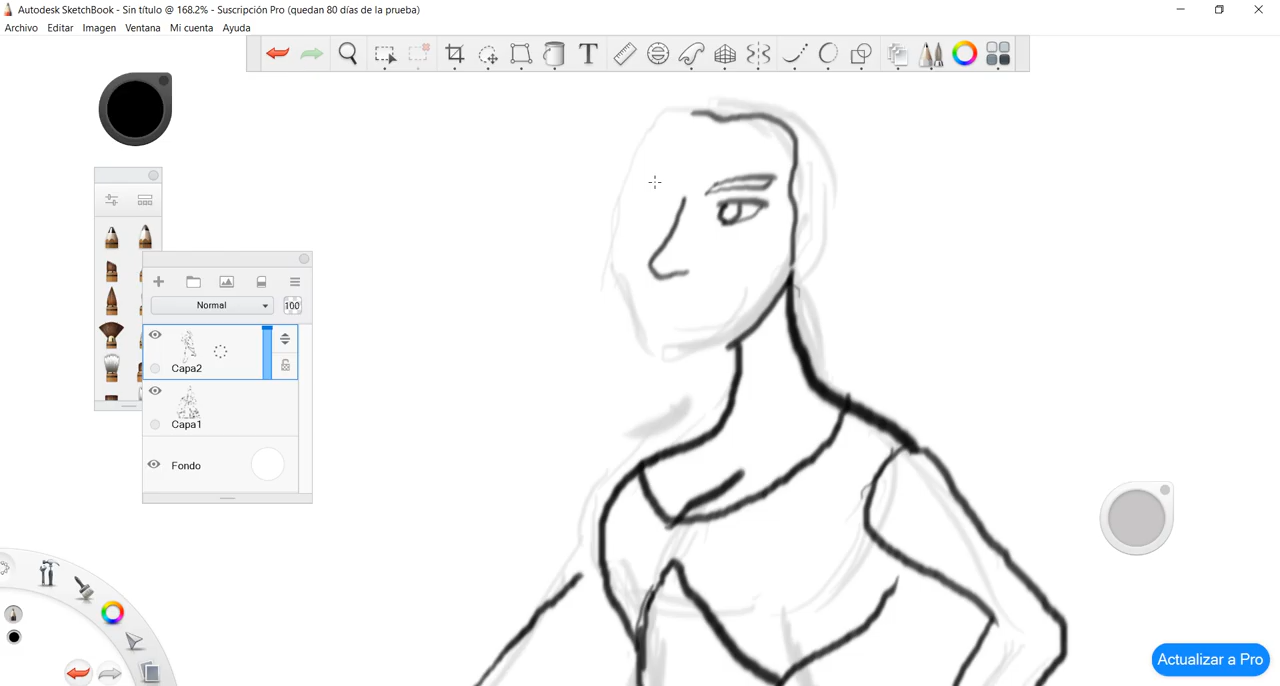 Autodesk SketchBook - Sin título @ 168.2% - Suscripción Pro (quedan 80 días de la prueba)
Archivo Editar Imagen Ventana Mi cuenta Ayuda
T
Normal 100
Capa2
Capa1
Fondo
Actualizar a Pro